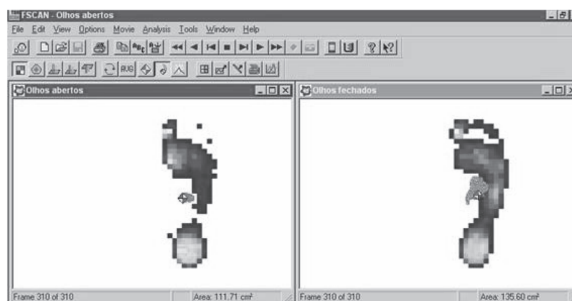 FSCAN - Olhos abertos
File Edit View Options Movie Analysis Tools Window Help
AVG
Olhos abertos
Olhos fechados
Frame 310 of 310
Area: 111.71 cm²
Frame 310 of 310
Area: 135.60 cm²